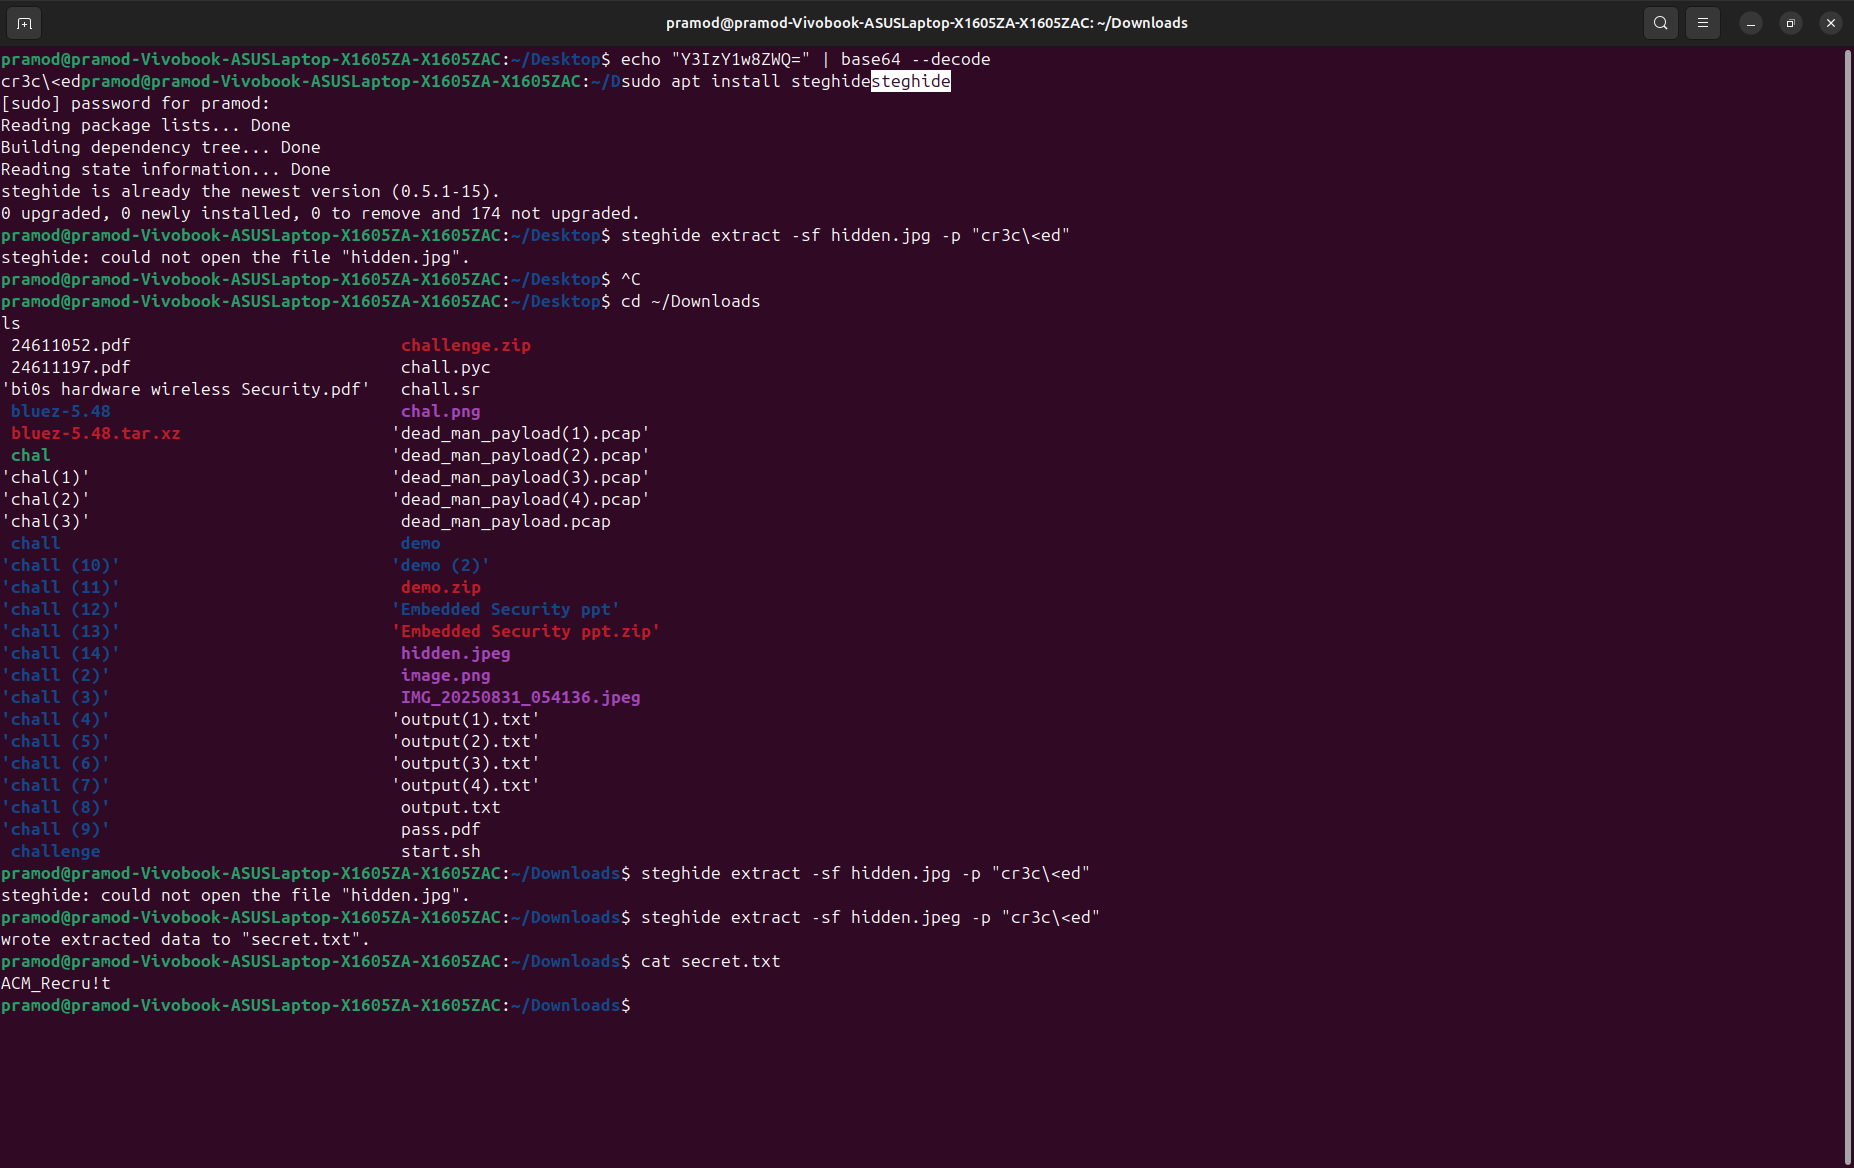 pramod@pramod-Vivobook-ASUSLaptop-X1605ZA-X1605ZAC: ~/Downloads
pramod@pramod-Vivobook-ASUSLaptop-X1605ZA-X1605ZAC:~/Desktop$ echo "Y3IzY1w8ZWQ=" | base64 --decode
cr3c\<edpramod@pramod-Vivobook-ASUSLaptop-X1605ZA-X1605ZAC:~/Dsudo apt install steghidesteghide
[sudo] password for pramod:
Reading package lists... Done
Building dependency tree... Done
Reading state information... Done
steghide is already the newest version (0.5.1-15).
0 upgraded, 0 newly installed, 0 to remove and 174 not upgraded.
pramod@pramod-Vivobook-ASUSLaptop-X1605ZA-X1605ZAC:~/Desktop$ steghide extract -sf hidden.jpg -p "cr3c\<ed"
steghide: could not open the file "hidden.jpg".
pramod@pramod-Vivobook-ASUSLaptop-X1605ZA-X1605ZAC:~/Desktop$ ^C
pramod@pramod-Vivobook-ASUSLaptop-X1605ZA-X1605ZAC:~/Desktop$ cd ~/Downloads
ls
24611052.pdf challenge.zip
24611197.pdf chall.pyc
'bi0s hardware wireless Security.pdf' chall.sr
bluez-5.48 chal.png
bluez-5.48.tar.xz 'dead_man_payload(1).pcap'
chal 'dead_man_payload(2).pcap'
'chal(1)' 'dead_man_payload(3).pcap'
'chal(2)' 'dead_man_payload(4).pcap'
'chal(3)' dead_man_payload.pcap
chall demo
'chall (10)' 'demo (2)'
'chall (11)' demo.zip
'chall (12)' 'Embedded Security ppt'
'chall (13)' 'Embedded Security ppt.zip'
'chall (14)' hidden.jpeg
'chall (2)' image.png
'chall (3)' IMG_20250831_054136.jpeg
'chall (4)' 'output(1).txt'
'chall (5)' 'output(2).txt'
'chall (6)' 'output(3).txt'
'chall (7)' 'output(4).txt'
'chall (8)' output.txt
'chall (9)' pass.pdf
challenge start.sh
pramod@pramod-Vivobook-ASUSLaptop-X1605ZA-X1605ZAC:~/Downloads$ steghide extract -sf hidden.jpg -p "cr3c\<ed"
steghide: could not open the file "hidden.jpg".
pramod@pramod-Vivobook-ASUSLaptop-X1605ZA-X1605ZAC:~/Downloads$ steghide extract -sf hidden.jpeg -p "cr3c\<ed"
wrote extracted data to "secret.txt".
pramod@pramod-Vivobook-ASUSLaptop-X1605ZA-X1605ZAC:~/Downloads$ cat secret.txt
ACM_Recru!t
pramod@pramod-Vivobook-ASUSLaptop-X1605ZA-X1605ZAC:~/Downloads$